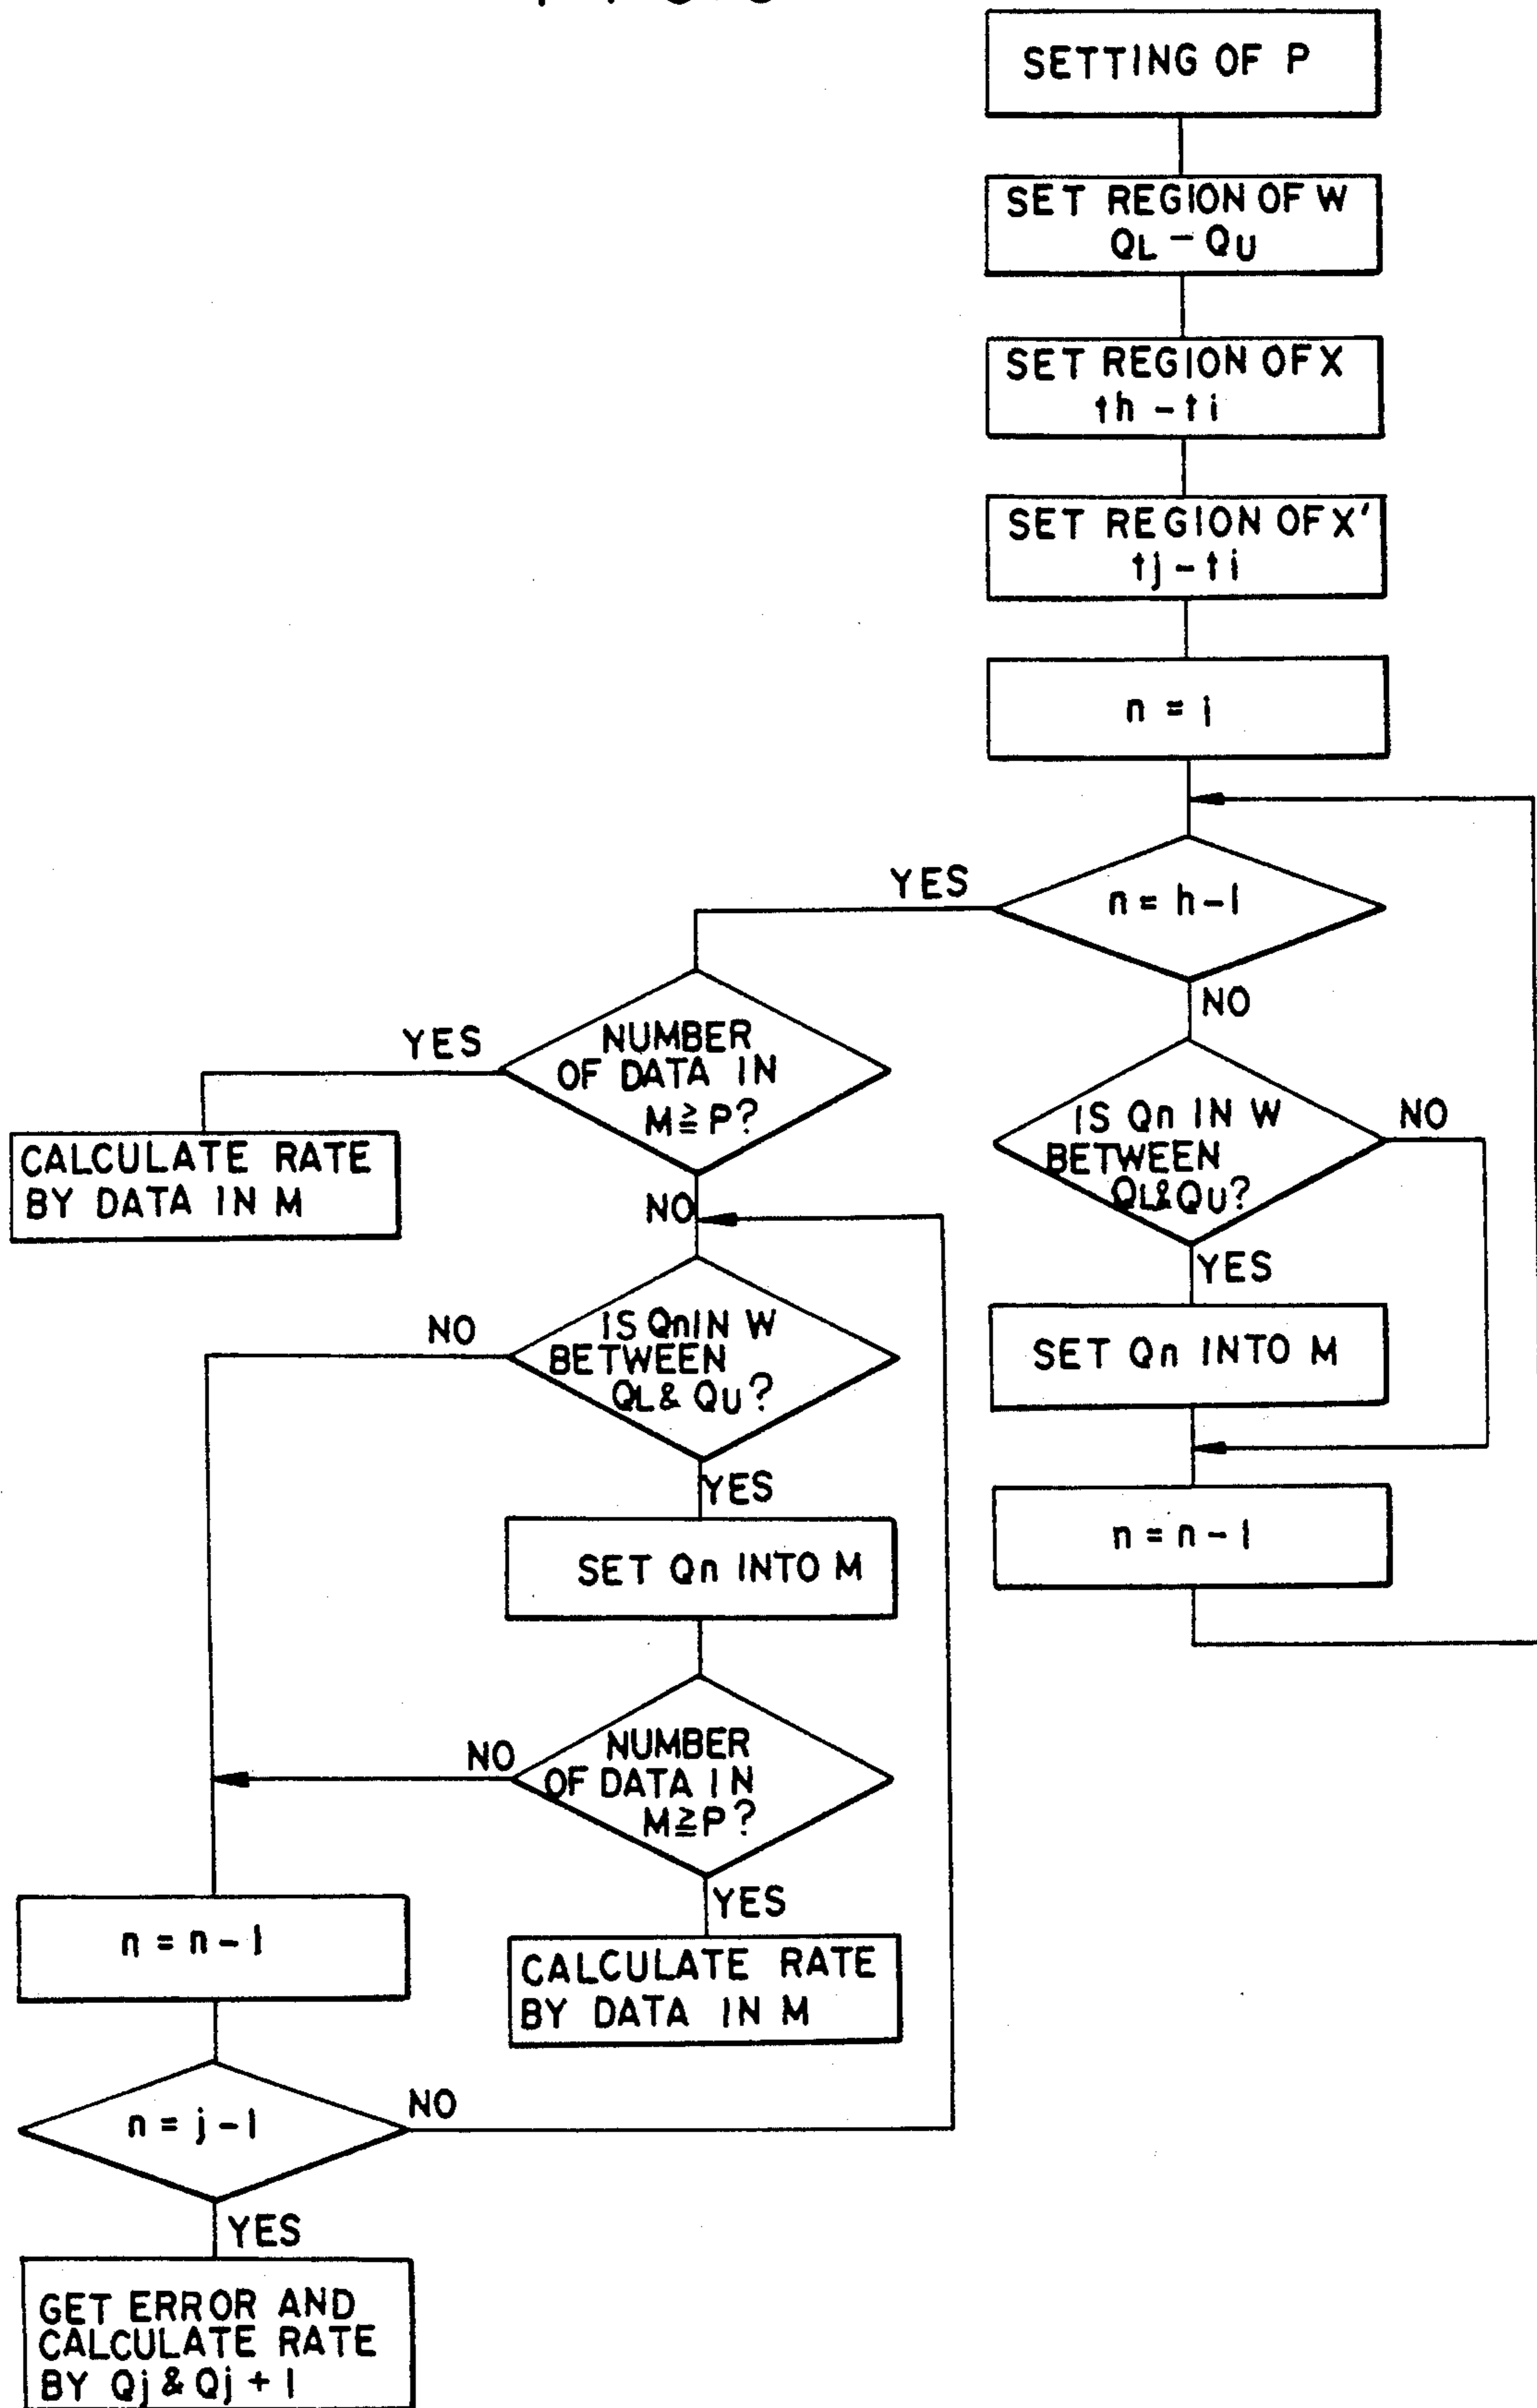 SETTING OF P
SET REGION OF W
QL - QU
SET REGION OF X
th - ti
SET REGION OF X'
tj - ti
n = i
n = h-1
YES
NO
NUMBER
OF DATA IN
M ≧ P?
YES
NO
CALCULATE RATE
BY DATA IN M
IS Qn IN W
BETWEEN
QL & QU?
NO
YES
SET Qn INTO M
n = n-1
IS Qn IN W
BETWEEN
QL & QU?
NO
YES
SET Qn INTO M
NUMBER
OF DATA IN
M ≧ P?
NO
YES
CALCULATE RATE
BY DATA IN M
n = n-1
n = j-1
NO
YES
GET ERROR AND
CALCULATE RATE
BY Qj & Qj + 1